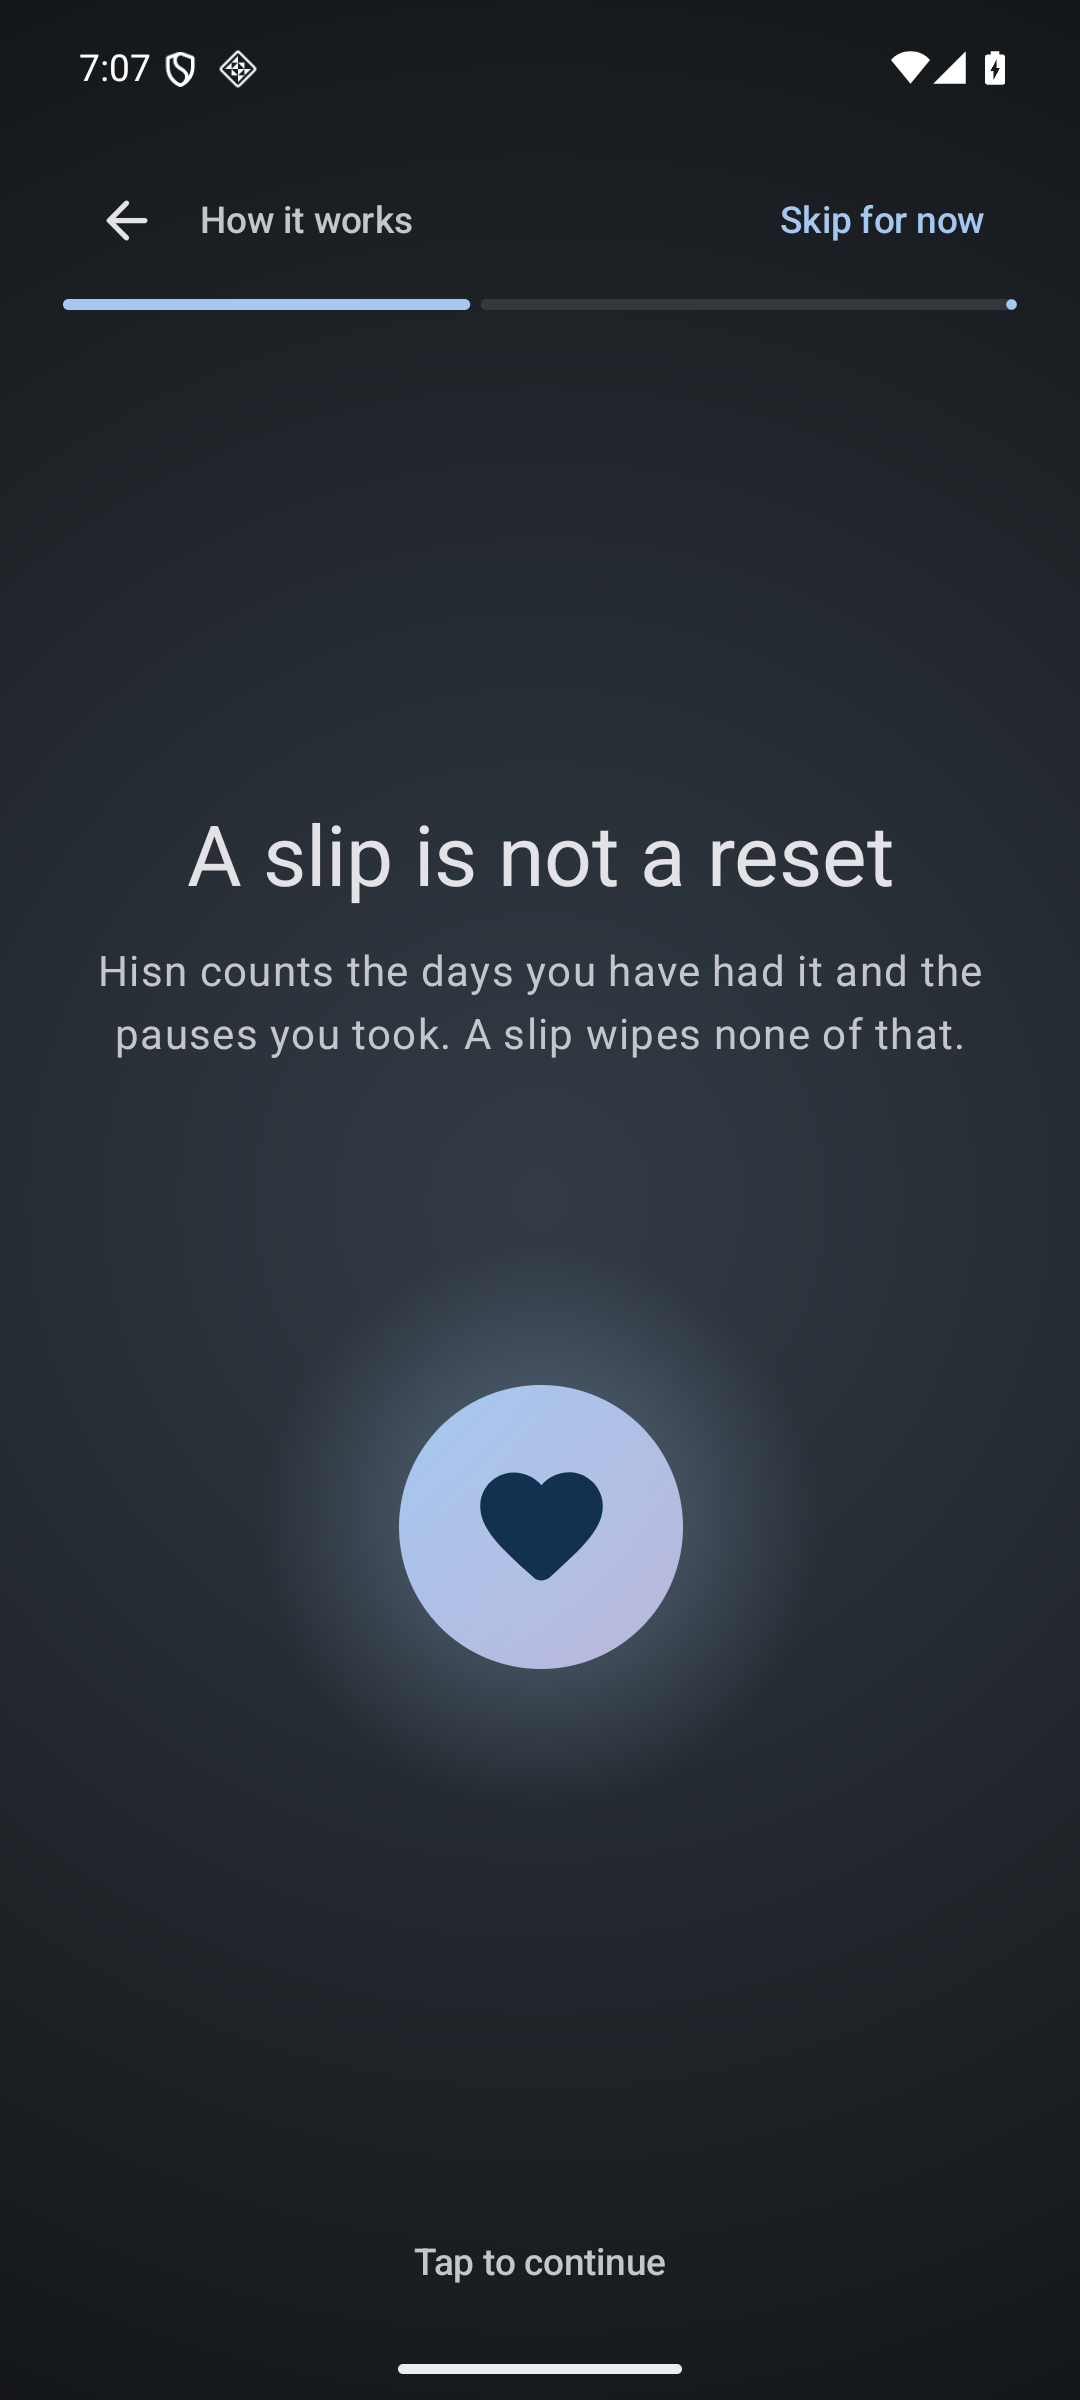 7:07
How it works
Skip for now
A slip is not a reset
Hisn counts the days you have had it and the
pauses you took. A slip wipes none of that.
Tap to continue